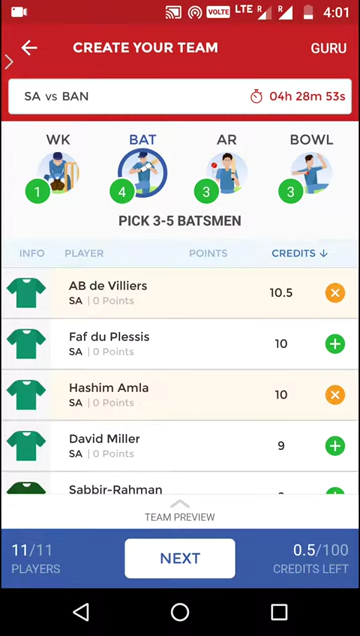 VOLTE LTE R R 4:01
CREATE YOUR TEAM GURU
SA vs BAN 04h 28m 53s
WK BAT AR BOWL
1 4 3 3
PICK 3-5 BATSMEN
INFO PLAYER POINTS CREDITS ↓
AB de Villiers
SA | 0 Points
10.5
Faf du Plessis
SA | 0 Points
10
Hashim Amla
SA | 0 Points
10
David Miller
SA | 0 Points
9
Sabbir-Rahman
TEAM PREVIEW
11/11
PLAYERS
NEXT
0.5/100
CREDITS LEFT